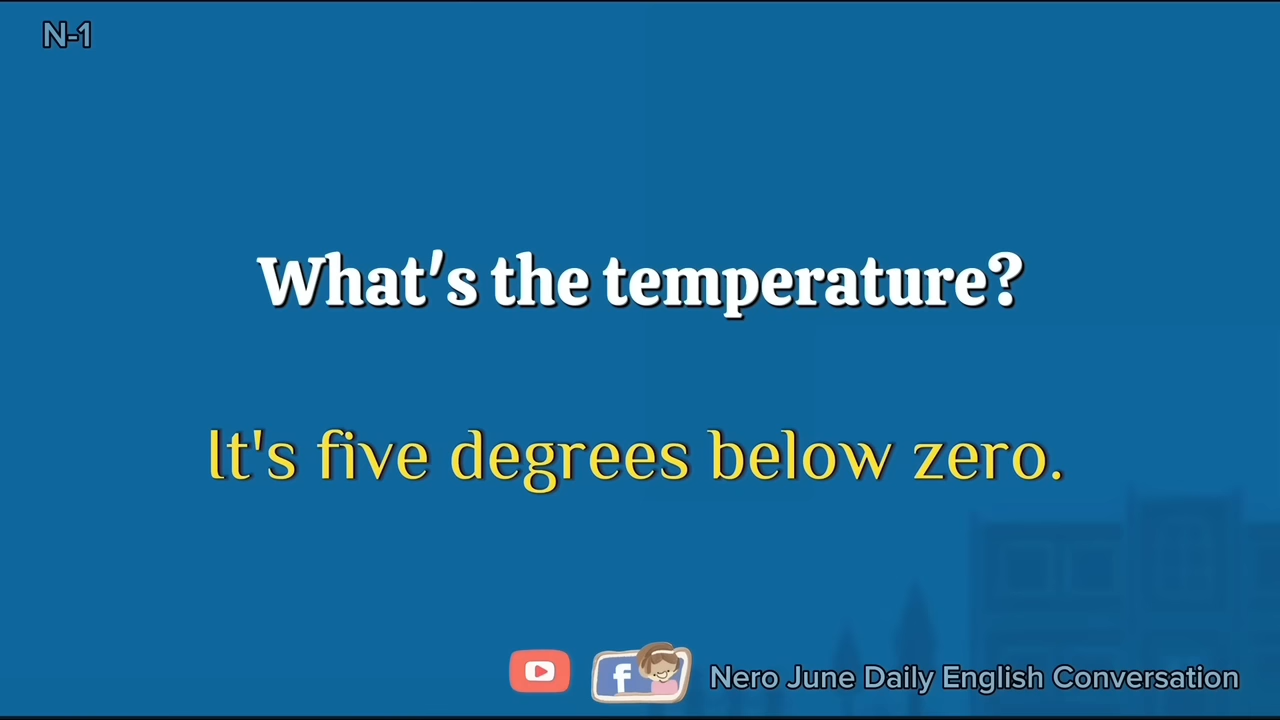 N-1
What's the temperature?
It's five degrees below zero.
f
Nero June Daily English Conversation